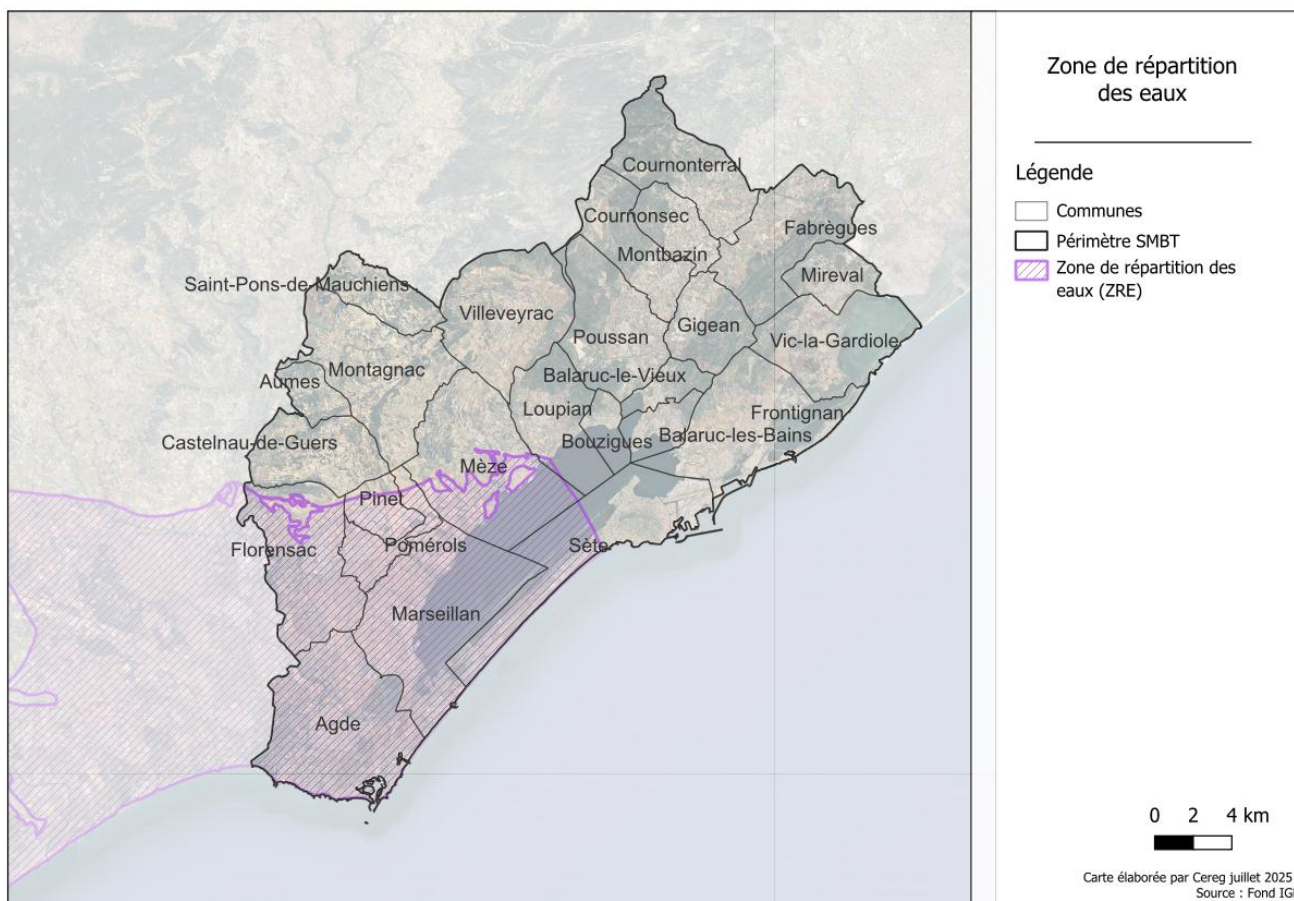 Zone de répartition
des eaux
Légende
Communes
Périmètre SMBT
Zone de répartition des
eaux (ZRE)
Cournonterral
Cournonsec
Fabrègues
Montbazin
Mireval
Saint-Pons-de-Mauchiens
Villeveyrac
Gigean
Poussan
Vic-la-Gardiole
Montagnac
Balaruc-le-Vieux
Aumes
Loupian
Frontignan
Castelnau-de-Guers
Bouzigues
Balaruc-les-Bains
Mèze
Pinet
Florensac
Pomérols
Sète
Marseillan
Agde
0 2 4 km
Carte élaborée par Cereg juillet 2025
Source : Fond IG